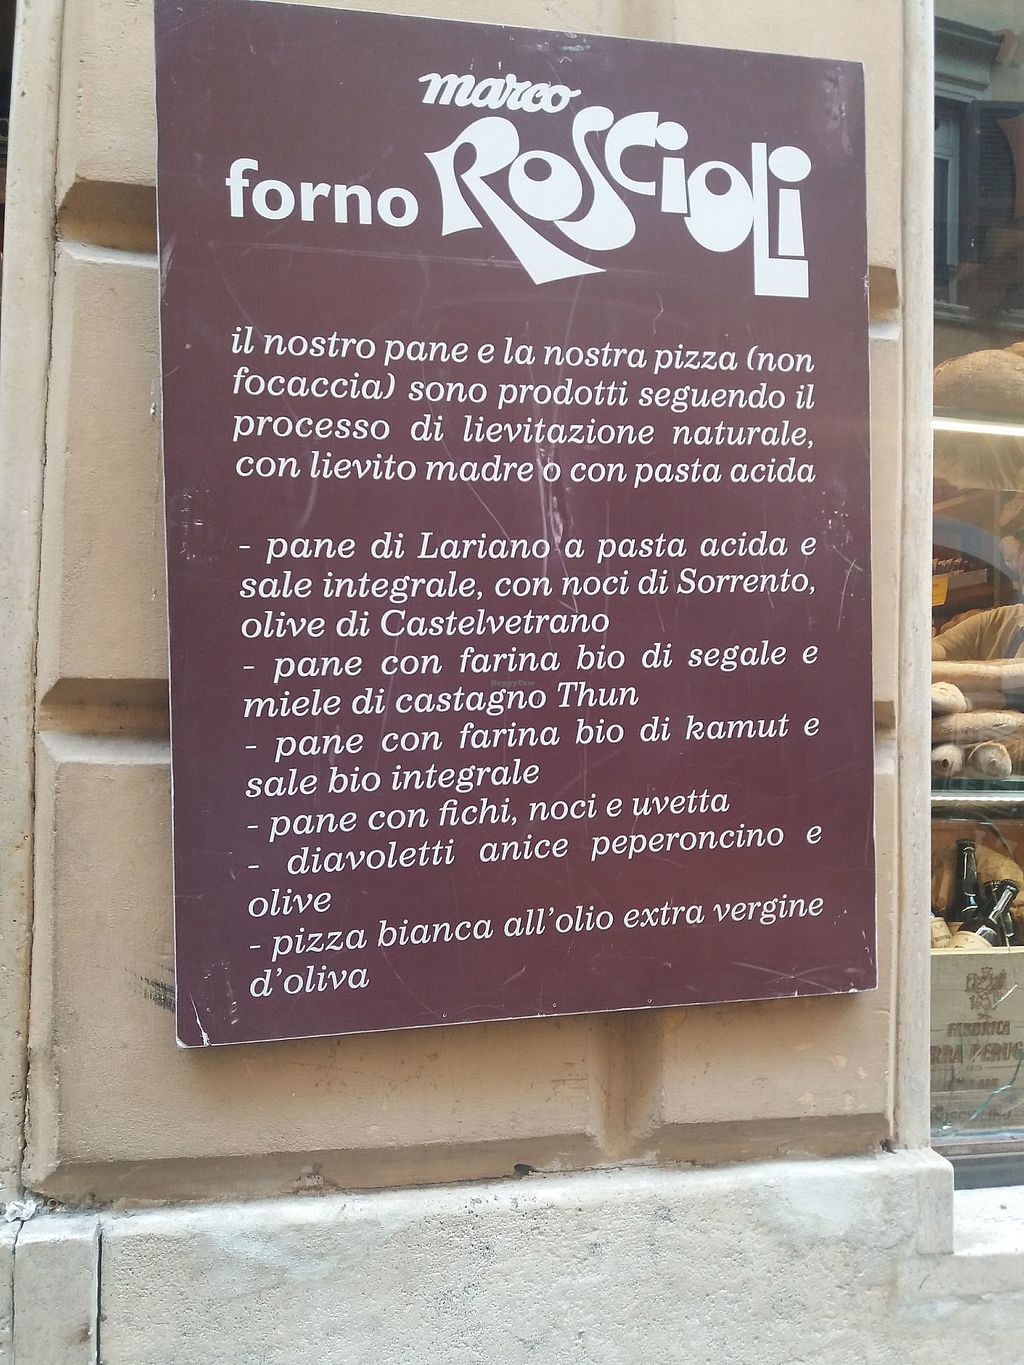 marco
forno Roscioli
il nostro pane e la nostra pizza (non
focaccia) sono prodotti seguendo il
processo di lievitazione naturale,
con lievito madre o con pasta acida
- pane di Lariano a pasta acida e
sale integrale, con noci di Sorrento,
olive di Castelvetrano
- pane con farina bio di segale e
miele di castagno Thun
- pane con farina bio di kamut e
sale bio integrale
- pane con fichi, noci e uvetta
- diavoletti anice peperoncino e
olive
- pizza bianca all'olio extra vergine
d'oliva
HappyCow
FABBRICA